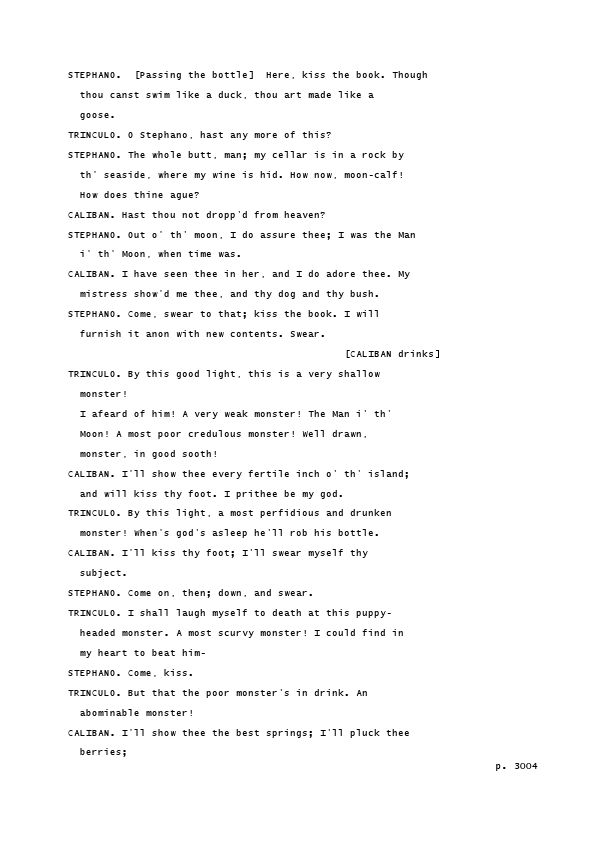 STEPHANO.  [Passing the bottle]  Here, kiss the book. Though
thou canst swim like a duck, thou art made like a
goose.
TRINCULO. O Stephano, hast any more of this?
STEPHANO. The whole butt, man; my cellar is in a rock by
th' seaside, where my wine is hid. How now, moon-calf!
How does thine ague?
CALIBAN. Hast thou not dropp'd from heaven?
STEPHANO. Out o' th' moon, I do assure thee; I was the Man
i' th' Moon, when time was.
CALIBAN. I have seen thee in her, and I do adore thee. My
mistress show'd me thee, and thy dog and thy bush.
STEPHANO. Come, swear to that; kiss the book. I will
furnish it anon with new contents. Swear.
[CALIBAN drinks]
TRINCULO. By this good light, this is a very shallow
monster!
I afeard of him! A very weak monster! The Man i' th'
Moon! A most poor credulous monster! Well drawn,
monster, in good sooth!
CALIBAN. I'll show thee every fertile inch o' th' island;
and will kiss thy foot. I prithee be my god.
TRINCULO. By this light, a most perfidious and drunken
monster! When's god's asleep he'll rob his bottle.
CALIBAN. I'll kiss thy foot; I'll swear myself thy
subject.
STEPHANO. Come on, then; down, and swear.
TRINCULO. I shall laugh myself to death at this puppy-
headed monster. A most scurvy monster! I could find in
my heart to beat him-
STEPHANO. Come, kiss.
TRINCULO. But that the poor monster's in drink. An
abominable monster!
CALIBAN. I'll show thee the best springs; I'll pluck thee
berries;
p. 3004